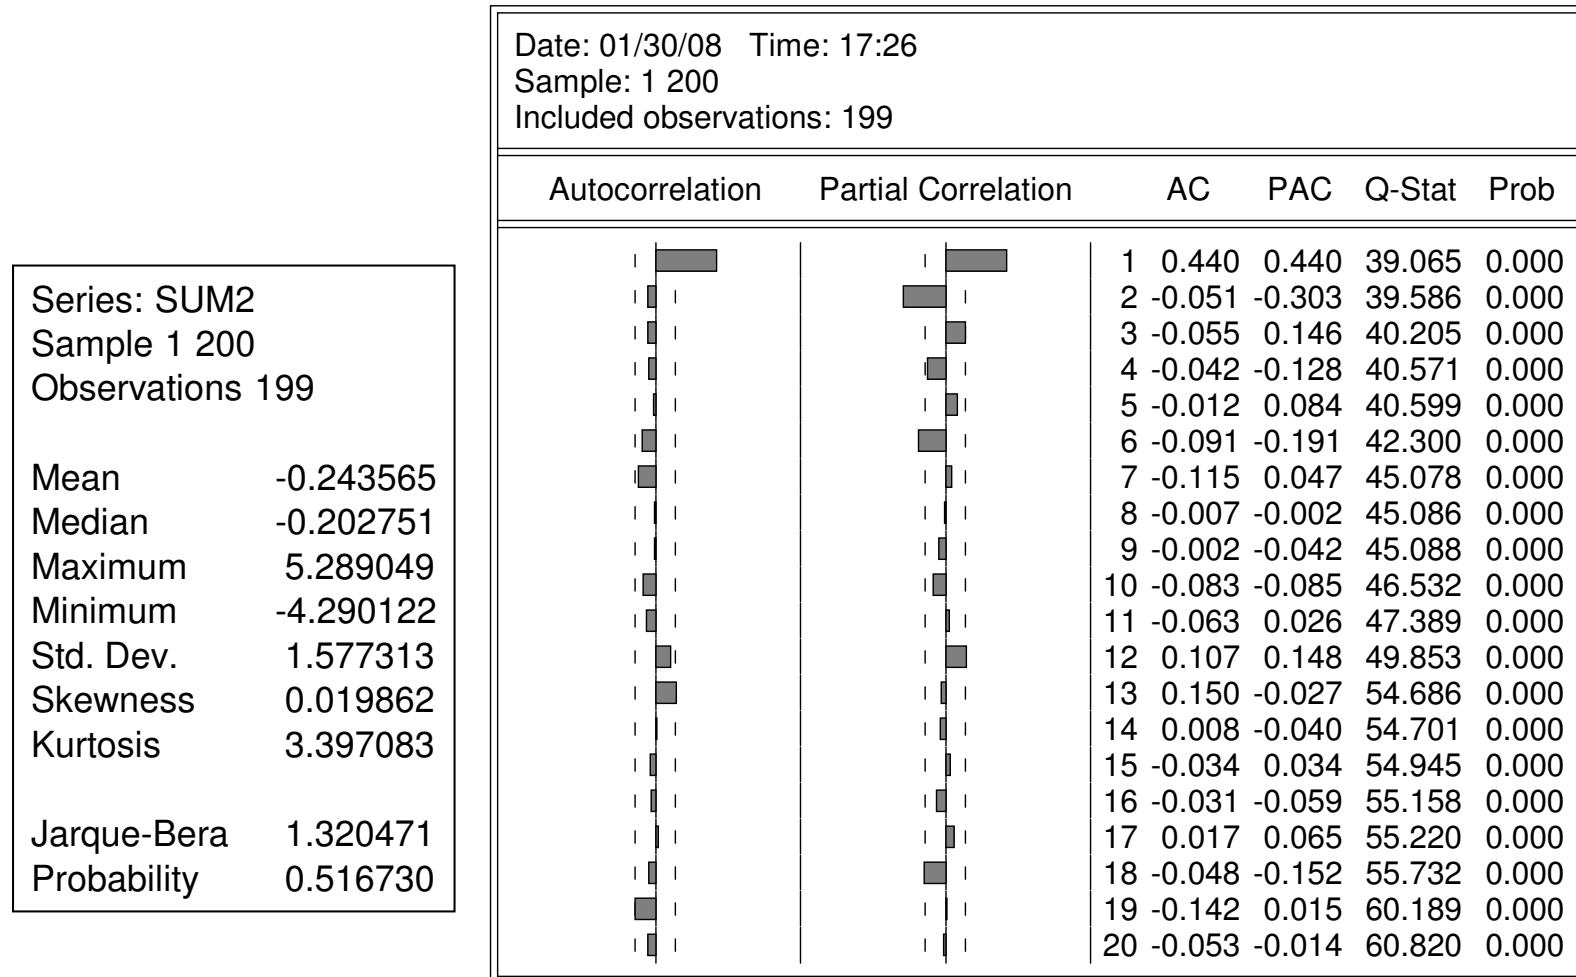 Series: SUM2
Sample 1 200
Observations 199
Mean -0.243565
Median -0.202751
Maximum 5.289049
Minimum -4.290122
Std. Dev. 1.577313
Skewness 0.019862
Kurtosis 3.397083
Jarque-Bera 1.320471
Probability 0.516730
Date: 01/30/08 Time: 17:26
Sample: 1 200
Included observations: 199
Autocorrelation Partial Correlation AC PAC Q-Stat Prob
1 0.440 0.440 39.065 0.000
2 -0.051 -0.303 39.586 0.000
3 -0.055 0.146 40.205 0.000
4 -0.042 -0.128 40.571 0.000
5 -0.012 0.084 40.599 0.000
6 -0.091 -0.191 42.300 0.000
7 -0.115 0.047 45.078 0.000
8 -0.007 -0.002 45.086 0.000
9 -0.002 -0.042 45.088 0.000
10 -0.083 -0.085 46.532 0.000
11 -0.063 0.026 47.389 0.000
12 0.107 0.148 49.853 0.000
13 0.150 -0.027 54.686 0.000
14 0.008 -0.040 54.701 0.000
15 -0.034 0.034 54.945 0.000
16 -0.031 -0.059 55.158 0.000
17 0.017 0.065 55.220 0.000
18 -0.048 -0.152 55.732 0.000
19 -0.142 0.015 60.189 0.000
20 -0.053 -0.014 60.820 0.000